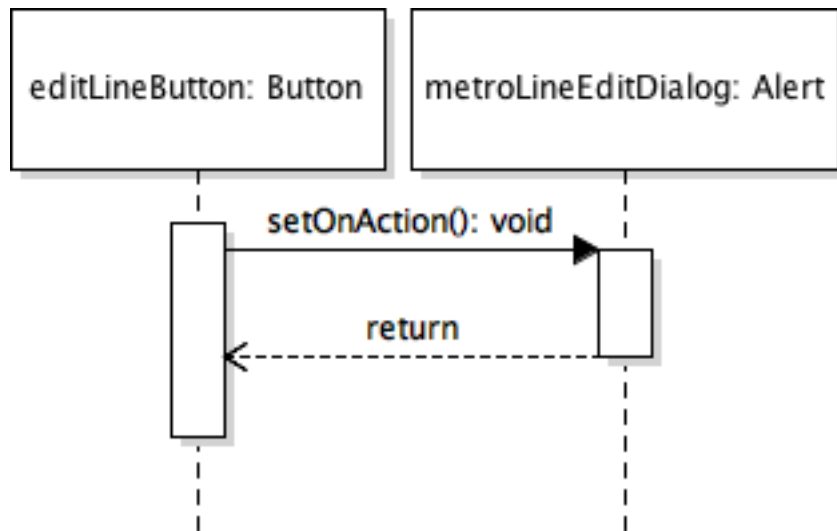 editLineButton: Button
metroLineEditDialog: Alert
setOnAction(): void
return